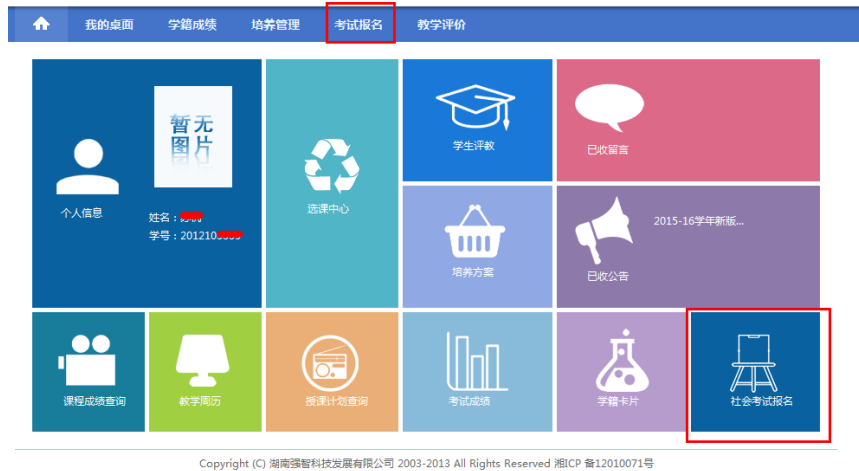 我的桌面 学籍成绩 培养管理 考试报名 教学评价
暂无
图片
个人信息
姓名：
学号：2012103
选课中心
学生评教
已收留言
培养方案
2015-16学年新版...
已收公告
课程成绩查询
教学周历
授课计划查询
考试成绩
学籍卡片
社会考试报名
Copyright (C) 湖南强智科技发展有限公司 2003-2013 All Rights Reserved 湘ICP 备12010071号